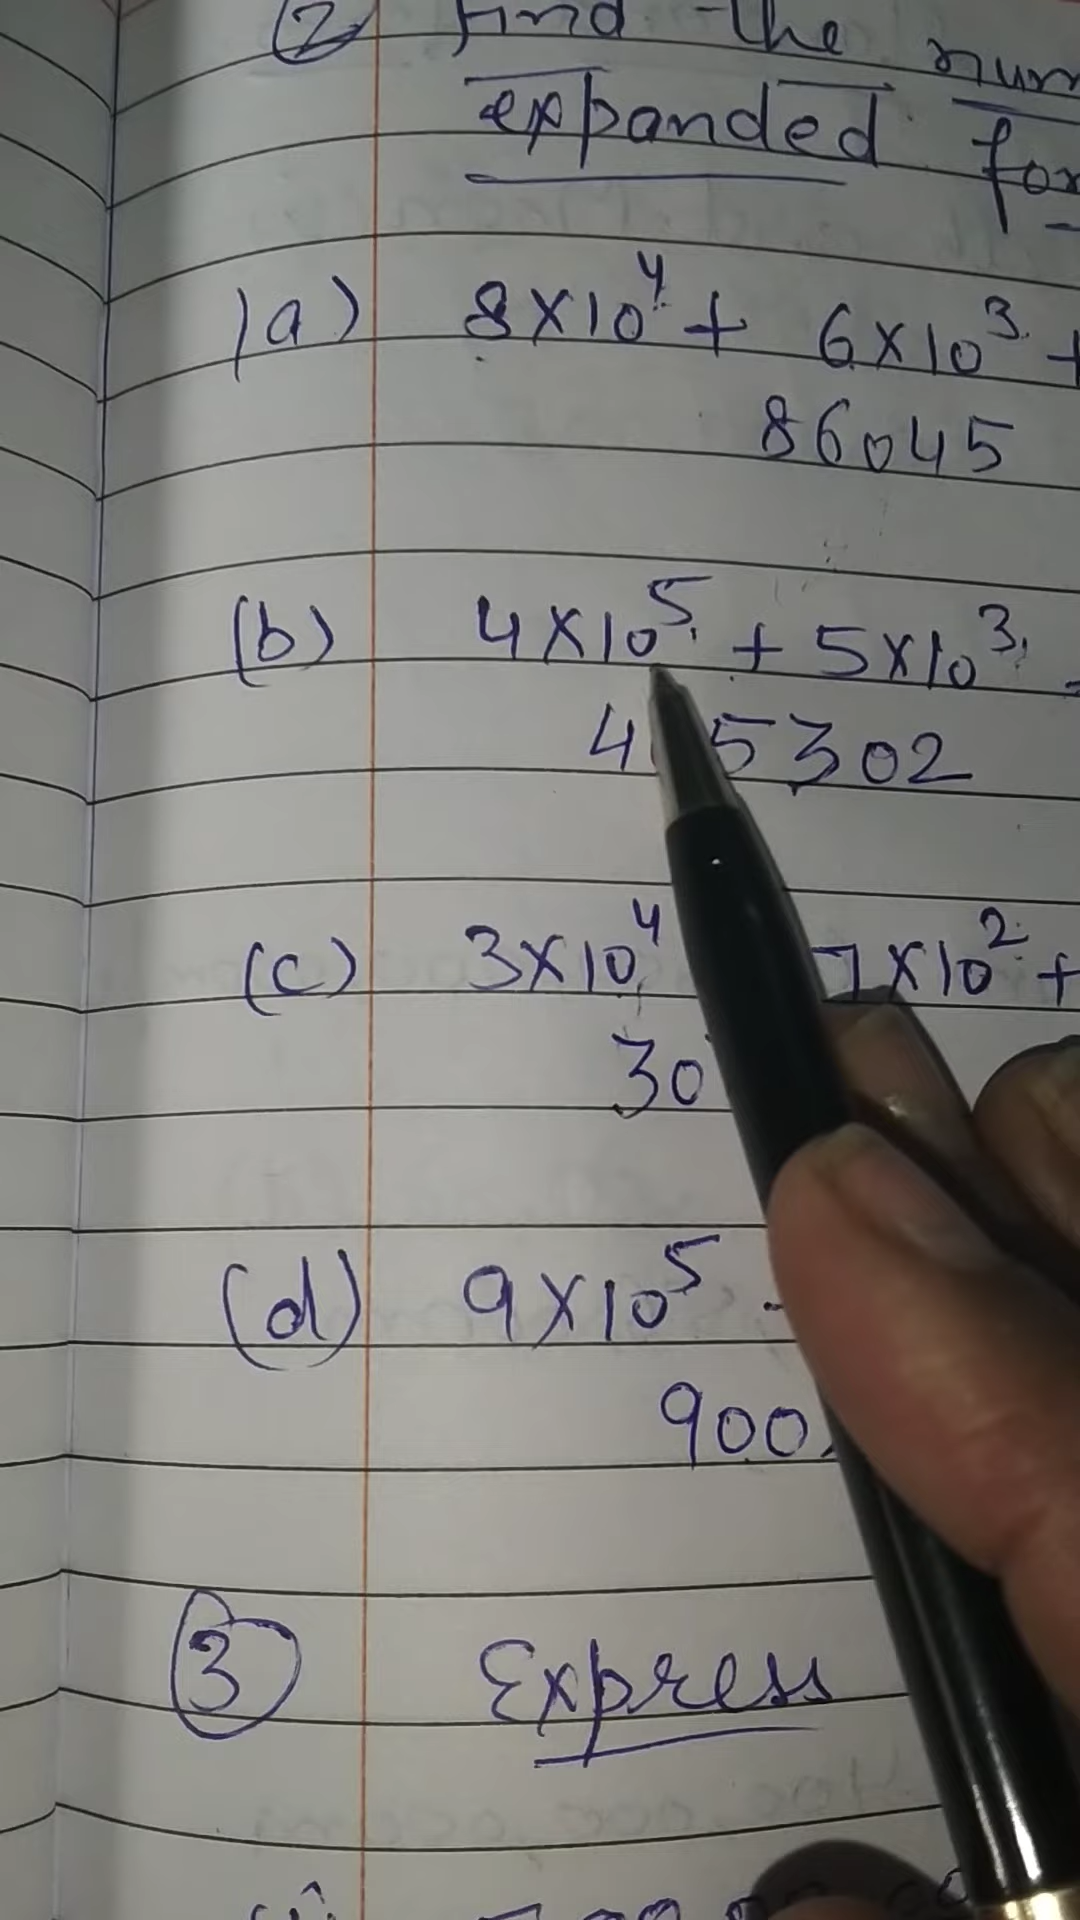 (2) Find the num
expanded for
(a) 8×10⁴ + 6×10³ +
86045
(b) 4×10⁵ + 5×10³
4 5302
(c) 3×10⁴ 7×10² +
30
(d) 9×10⁵
900
(3) Express